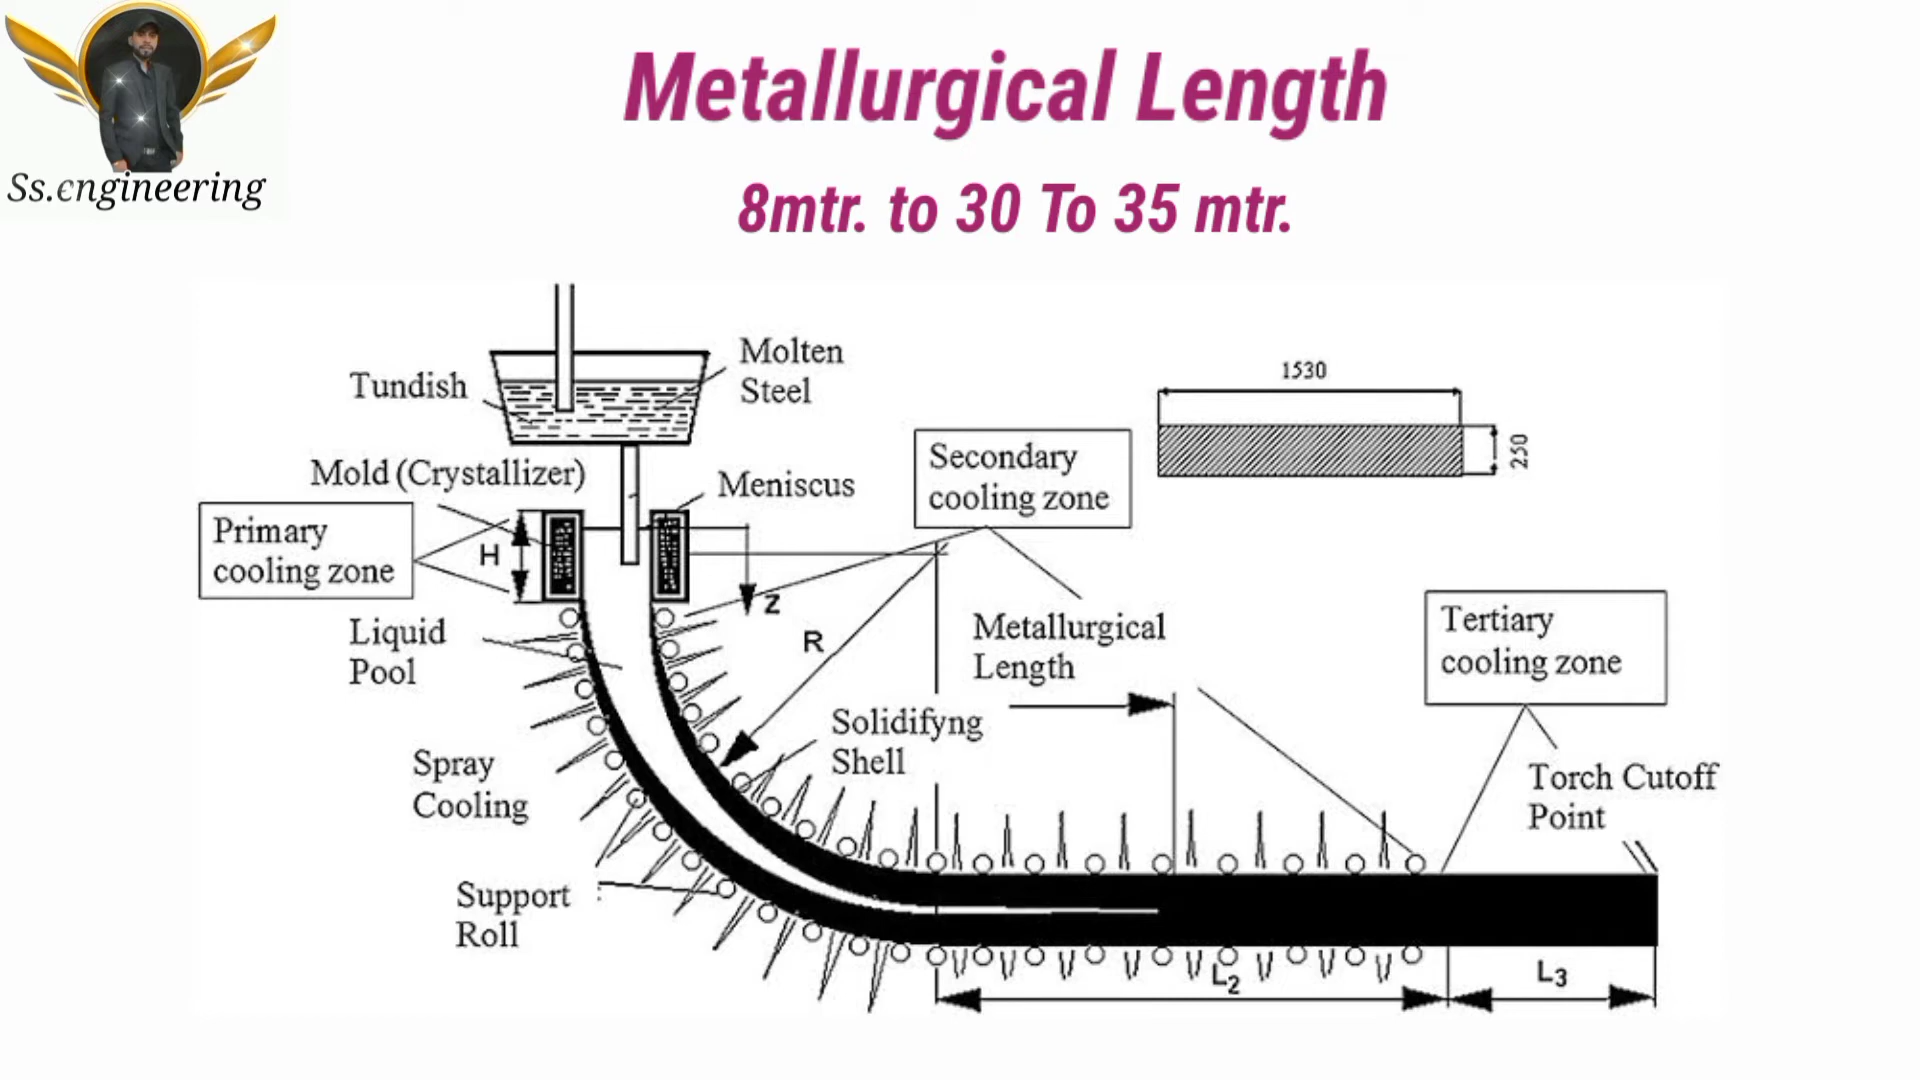 Ss.engineering
Metallurgical Length
8mtr. to 30 To 35 mtr.
Tundish
Molten
Steel
1530
250
Mold (Crystallizer)
Meniscus
Secondary
cooling zone
Primary
cooling zone
H
Z
R
Liquid
Pool
Metallurgical
Length
Tertiary
cooling zone
Solidifyng
Shell
Spray
Cooling
Torch Cutoff
Point
Support
Roll
L2
L3